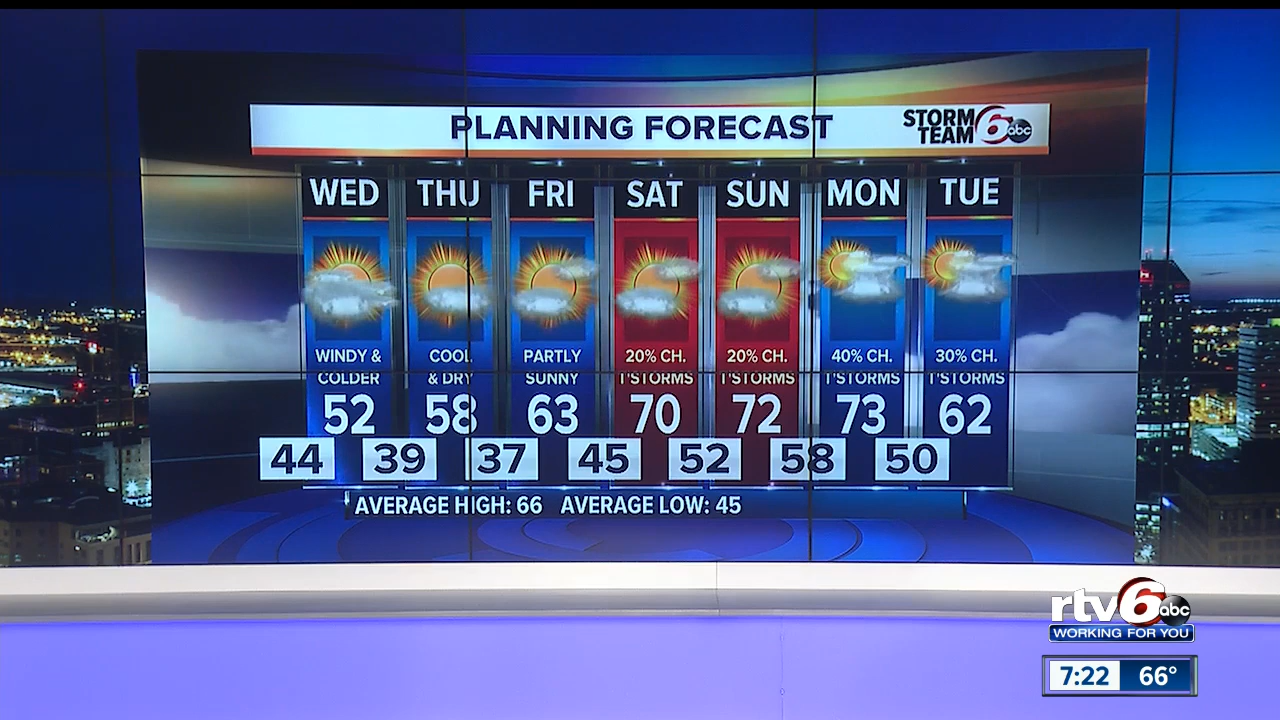 PLANNING FORECAST
STORM TEAM 6 abc
WED THU FRI SAT SUN MON TUE
WINDY & COOL PARTLY 20% CH. 20% CH. 40% CH. 30% CH.
COLDER & DRY SUNNY T'STORMS T'STORMS T'STORMS T'STORMS
52 58 63 70 72 73 62
44 39 37 45 52 58 50
AVERAGE HIGH: 66 AVERAGE LOW: 45
rtv6 abc
WORKING FOR YOU
7:22 66°